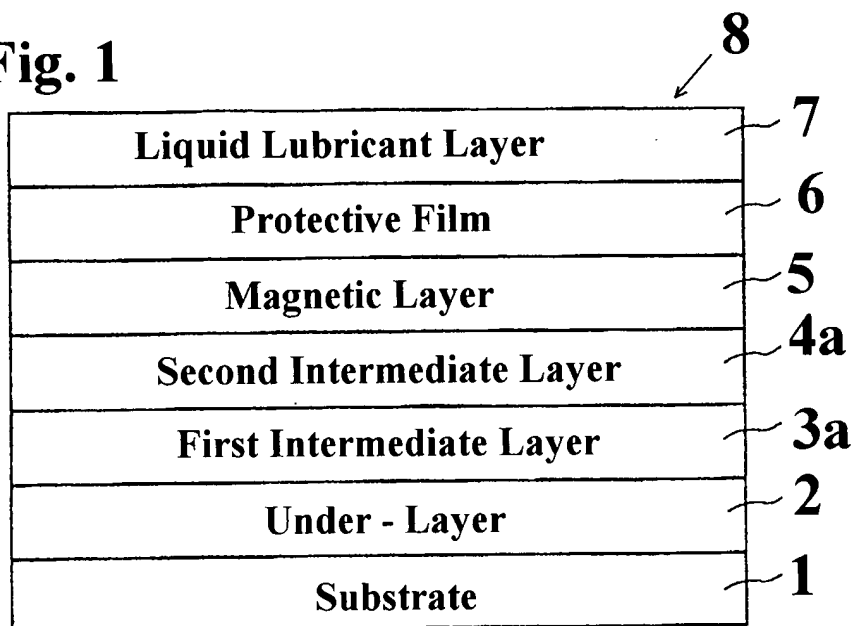 Fig. 1
8
Liquid Lubricant Layer 7
Protective Film 6
Magnetic Layer 5
Second Intermediate Layer 4a
First Intermediate Layer 3a
Under - Layer 2
Substrate 1